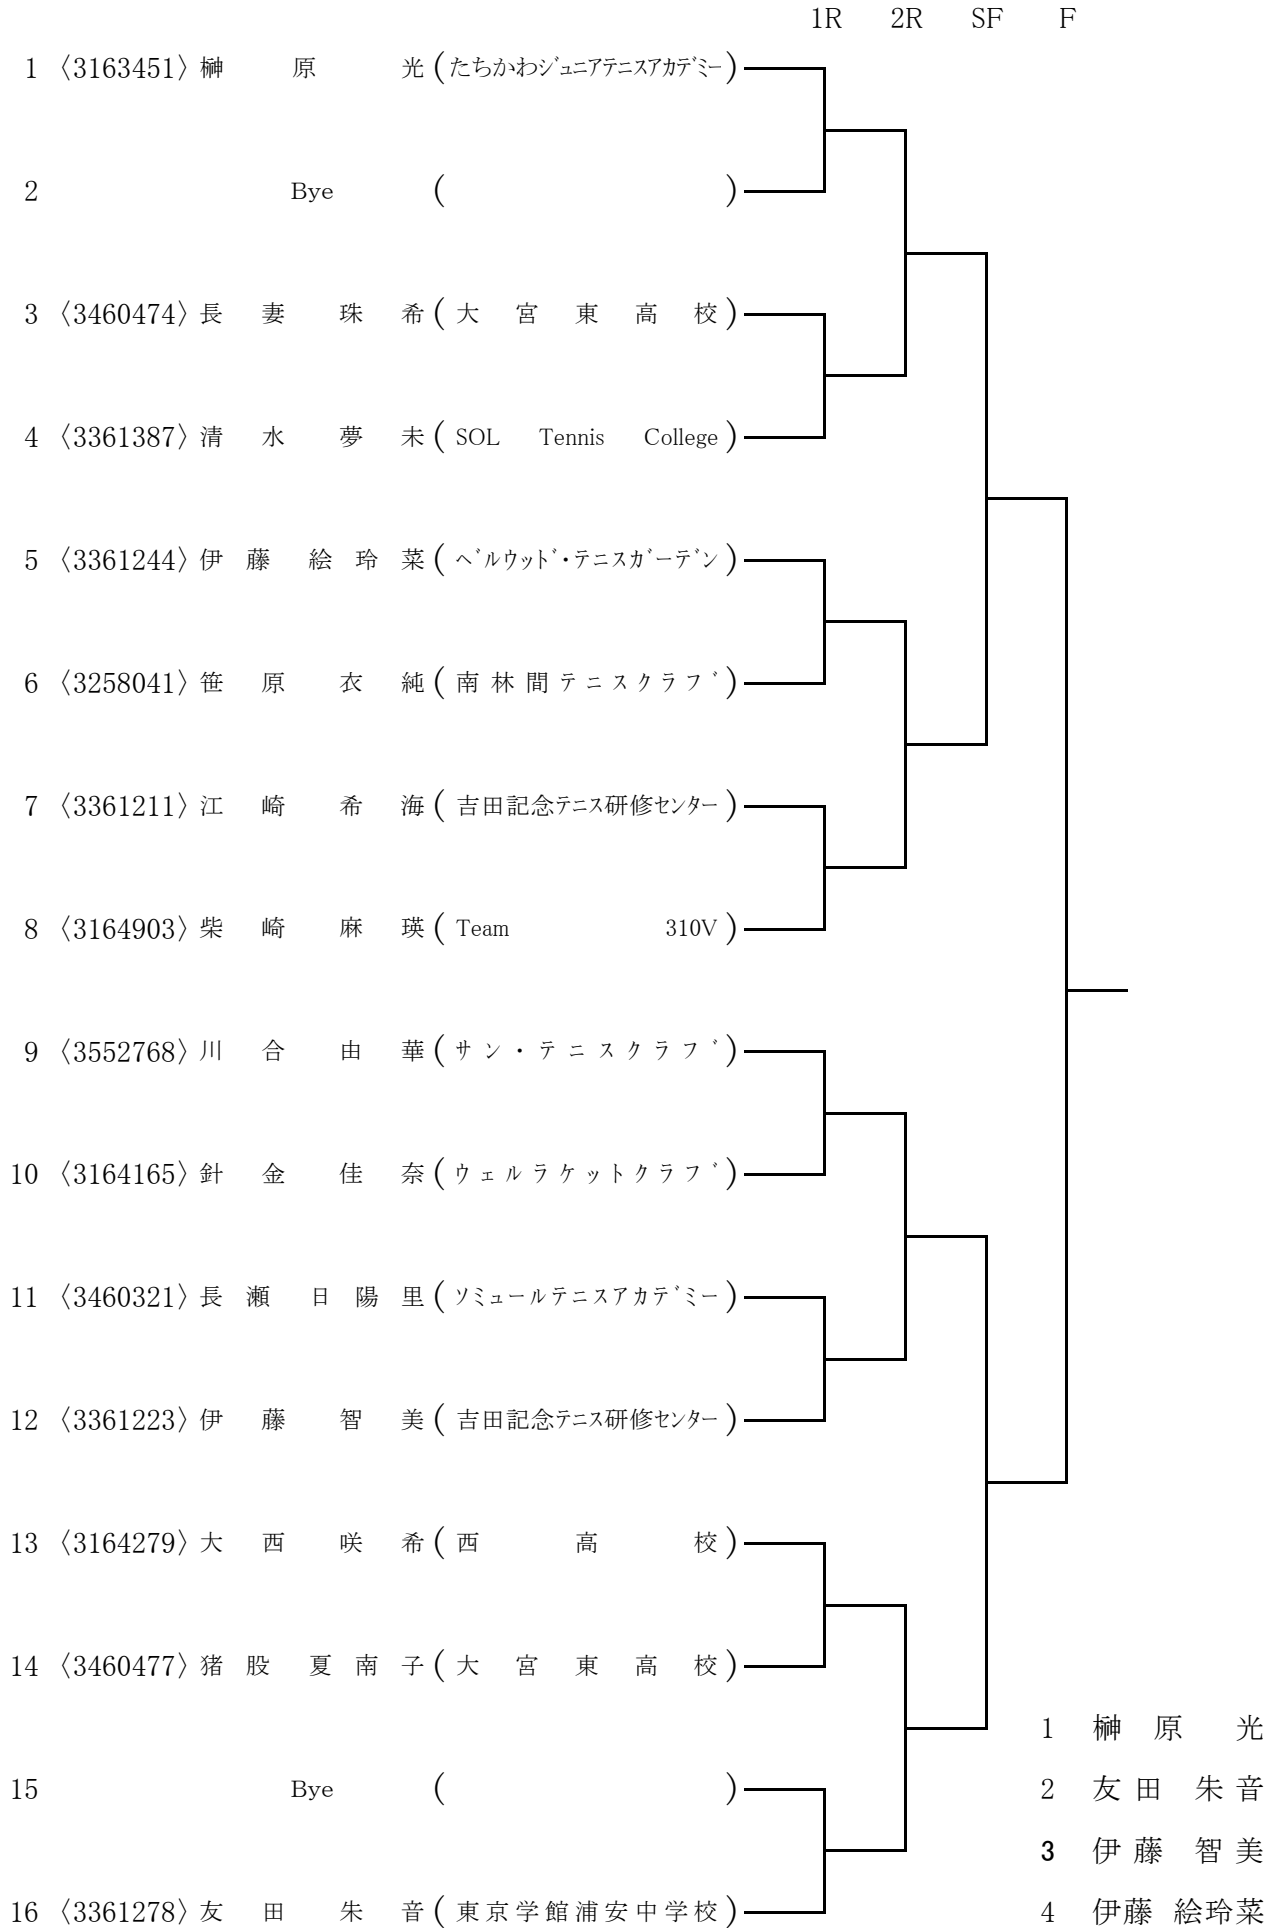 1R 2R SF F
1 〈3163451〉 榊原 光 (たちかわジュニアテニスアカデミー)
2 Bye ( )
3 〈3460474〉 長妻 珠希 (大宮東高校)
4 〈3361387〉 清水 夢未 (SOL Tennis College)
5 〈3361244〉 伊藤 絵玲菜 (ベルウッド・テニスガーデン)
6 〈3258041〉 笹原 衣純 (南林間テニスクラブ)
7 〈3361211〉 江崎 希海 (吉田記念テニス研修センター)
8 〈3164903〉 柴崎 麻瑛 (Team 310V)
9 〈3552768〉 川合 由華 (サン・テニスクラブ)
10 〈3164165〉 針金 佳奈 (ウェルラケットクラブ)
11 〈3460321〉 長瀬 日陽里 (ソミュールテニスアカデミー)
12 〈3361223〉 伊藤 智美 (吉田記念テニス研修センター)
13 〈3164279〉 大西 咲希 (西高校)
14 〈3460477〉 猪股 夏南子 (大宮東高校)
15 Bye ( )
16 〈3361278〉 友田 朱音 (東京学館浦安中学校)
1 榊原 光
2 友田 朱音
3 伊藤 智美
4 伊藤 絵玲菜